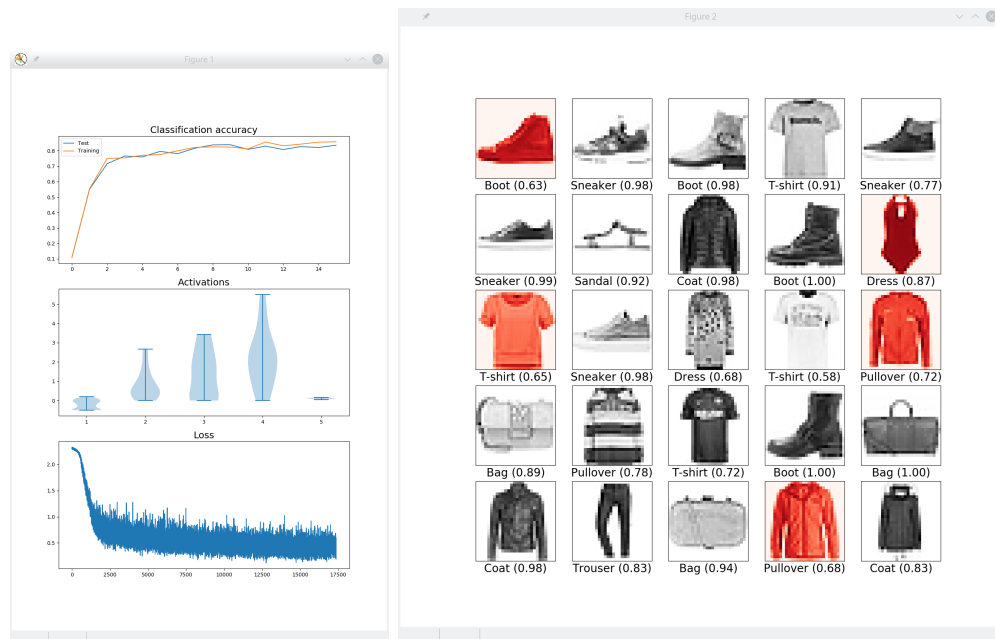 Figure 1
Classification accuracy
Test
Training
0.8
0.7
0.6
0.5
0.4
0.3
0.2
0.1
0 2 4 6 8 10 12 14
Activations
5
4
3
2
1
0
1 2 3 4 5
Loss
2.0
1.5
1.0
0.5
0 2500 5000 7500 10000 12500 15000 17500
Figure 2
Boot (0.63) Sneaker (0.98) Boot (0.98) T-shirt (0.91) Sneaker (0.77)
Sneaker (0.99) Sandal (0.92) Coat (0.98) Boot (1.00) Dress (0.87)
T-shirt (0.65) Sneaker (0.98) Dress (0.68) T-shirt (0.58) Pullover (0.72)
Bag (0.89) Pullover (0.78) T-shirt (0.72) Boot (1.00) Bag (1.00)
Coat (0.98) Trouser (0.83) Bag (0.94) Pullover (0.68) Coat (0.83)